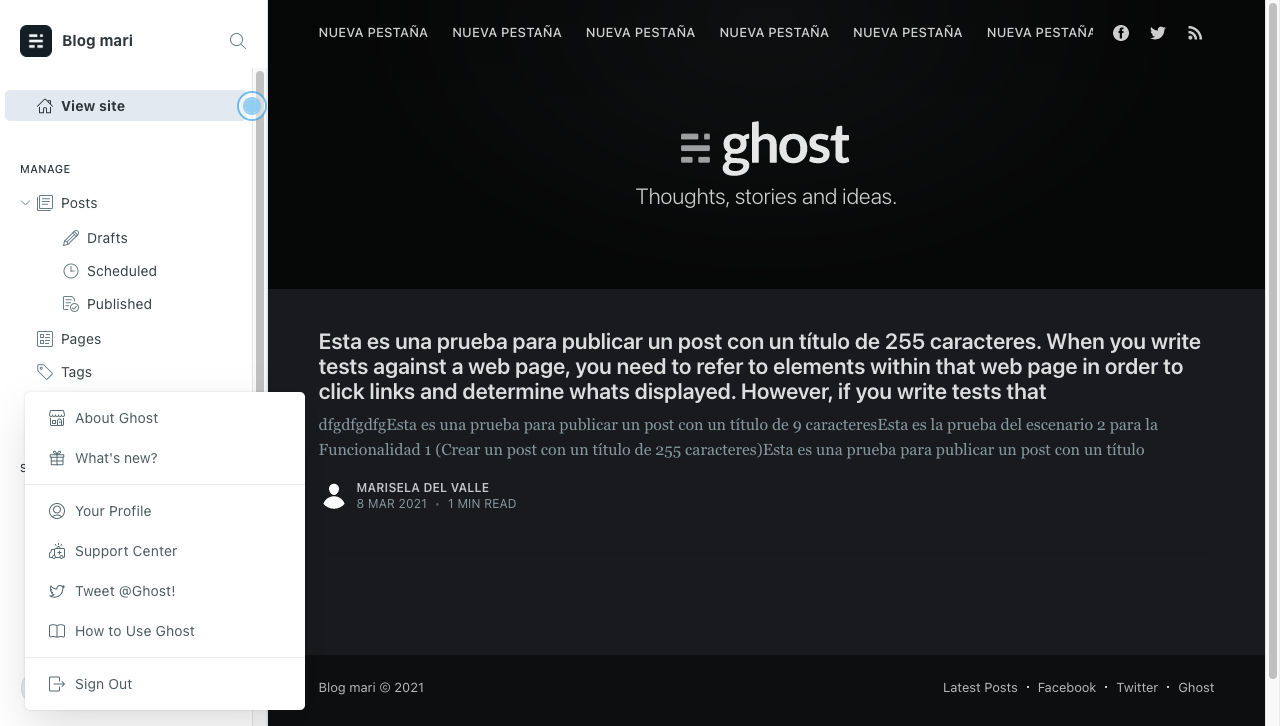 Blog mari
View site
MANAGE
Posts
Drafts
Scheduled
Published
Pages
Tags
S
About Ghost
What's new?
Your Profile
Support Center
Tweet @Ghost!
How to Use Ghost
Sign Out
NUEVA PESTAÑA NUEVA PESTAÑA NUEVA PESTAÑA NUEVA PESTAÑA NUEVA PESTAÑA NUEVA PESTAÑA
ghost
Thoughts, stories and ideas.
Esta es una prueba para publicar un post con un título de 255 caracteres. When you write
tests against a web page, you need to refer to elements within that web page in order to
click links and determine whats displayed. However, if you write tests that
dfgdfgdfgEsta es una prueba para publicar un post con un título de 9 caracteresEsta es la prueba del escenario 2 para la
Funcionalidad 1 (Crear un post con un título de 255 caracteres)Esta es una prueba para publicar un post con un título
MARISELA DEL VALLE
8 MAR 2021 • 1 MIN READ
Blog mari © 2021
Latest Posts • Facebook • Twitter • Ghost